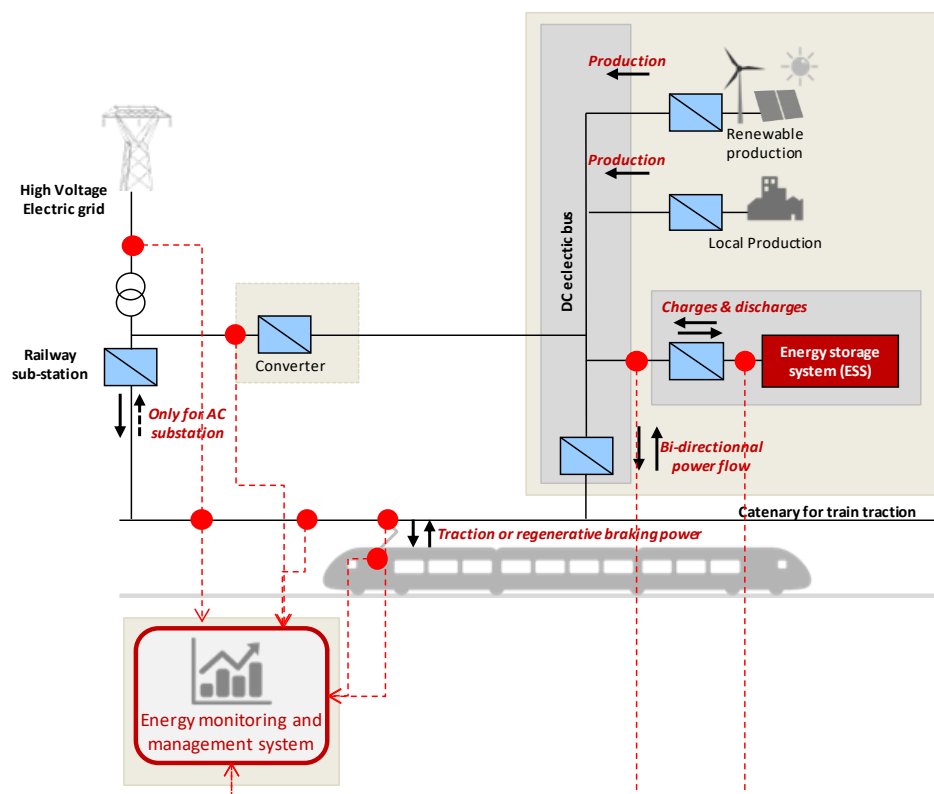 Production
Renewable
production
High Voltage
Electric grid
Production
Local Production
DC eclectic bus
Charges & discharges
Energy storage
system (ESS)
Railway
sub-station
Converter
Only for AC
substation
Bi-directionnal
power flow
Catenary for train traction
Traction or regenerative braking power
Energy monitoring and
management system